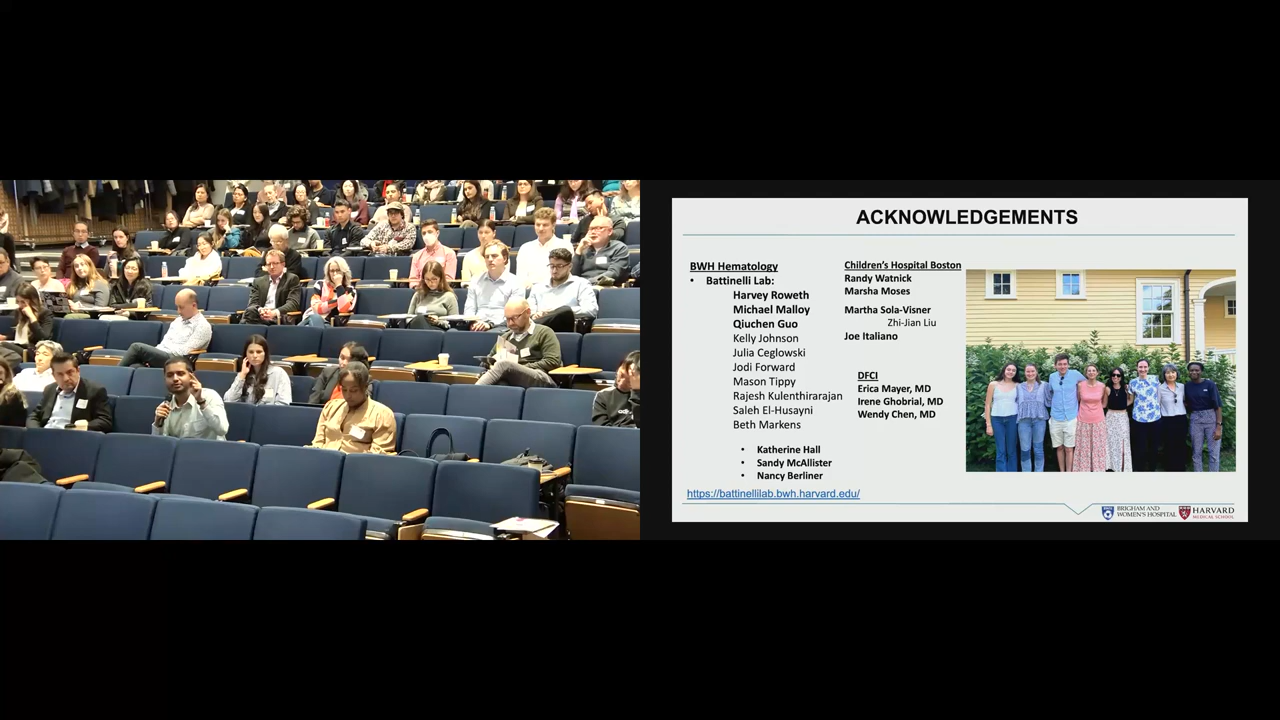 ACKNOWLEDGEMENTS
BWH Hematology
• Battinelli Lab:
Harvey Roweth
Michael Malloy
Qiuchen Guo
Kelly Johnson
Julia Ceglowski
Jodi Forward
Mason Tippy
Rajesh Kulenthirarajan
Saleh El-Husayni
Beth Markens
• Katherine Hall
• Sandy McAllister
• Nancy Berliner
https://battinellilab.bwh.harvard.edu/
Children's Hospital Boston
Randy Watnick
Marsha Moses
Martha Sola-Visner
Zhi-Jian Liu
Joe Italiano
DFCI
Erica Mayer, MD
Irene Ghobrial, MD
Wendy Chen, MD
BRIGHAM AND
WOMEN'S HOSPITAL
HARVARD
MEDICAL SCHOOL